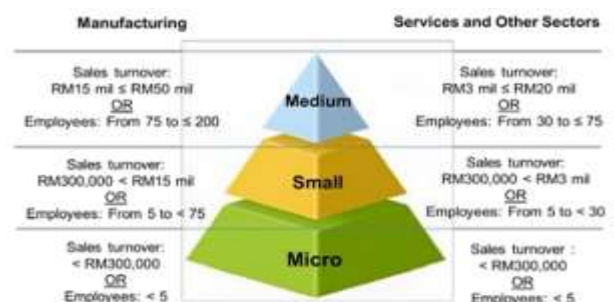 Manufacturing
Services and Other Sectors
Sales turnover:
RM15 mil ≤ RM50 mil
OR
Employees: From 75 to ≤ 200
Medium
Sales turnover:
RM3 mil ≤ RM20 mil
OR
Employees: From 30 to ≤ 75
Sales turnover:
RM300,000 < RM15 mil
OR
Employees: From 5 to < 75
Small
Sales turnover:
RM300,000 < RM3 mil
OR
Employees: From 5 to < 30
Sales turnover:
< RM300,000
OR
Employees: < 5
Micro
Sales turnover :
< RM300,000
OR
Employees: < 5